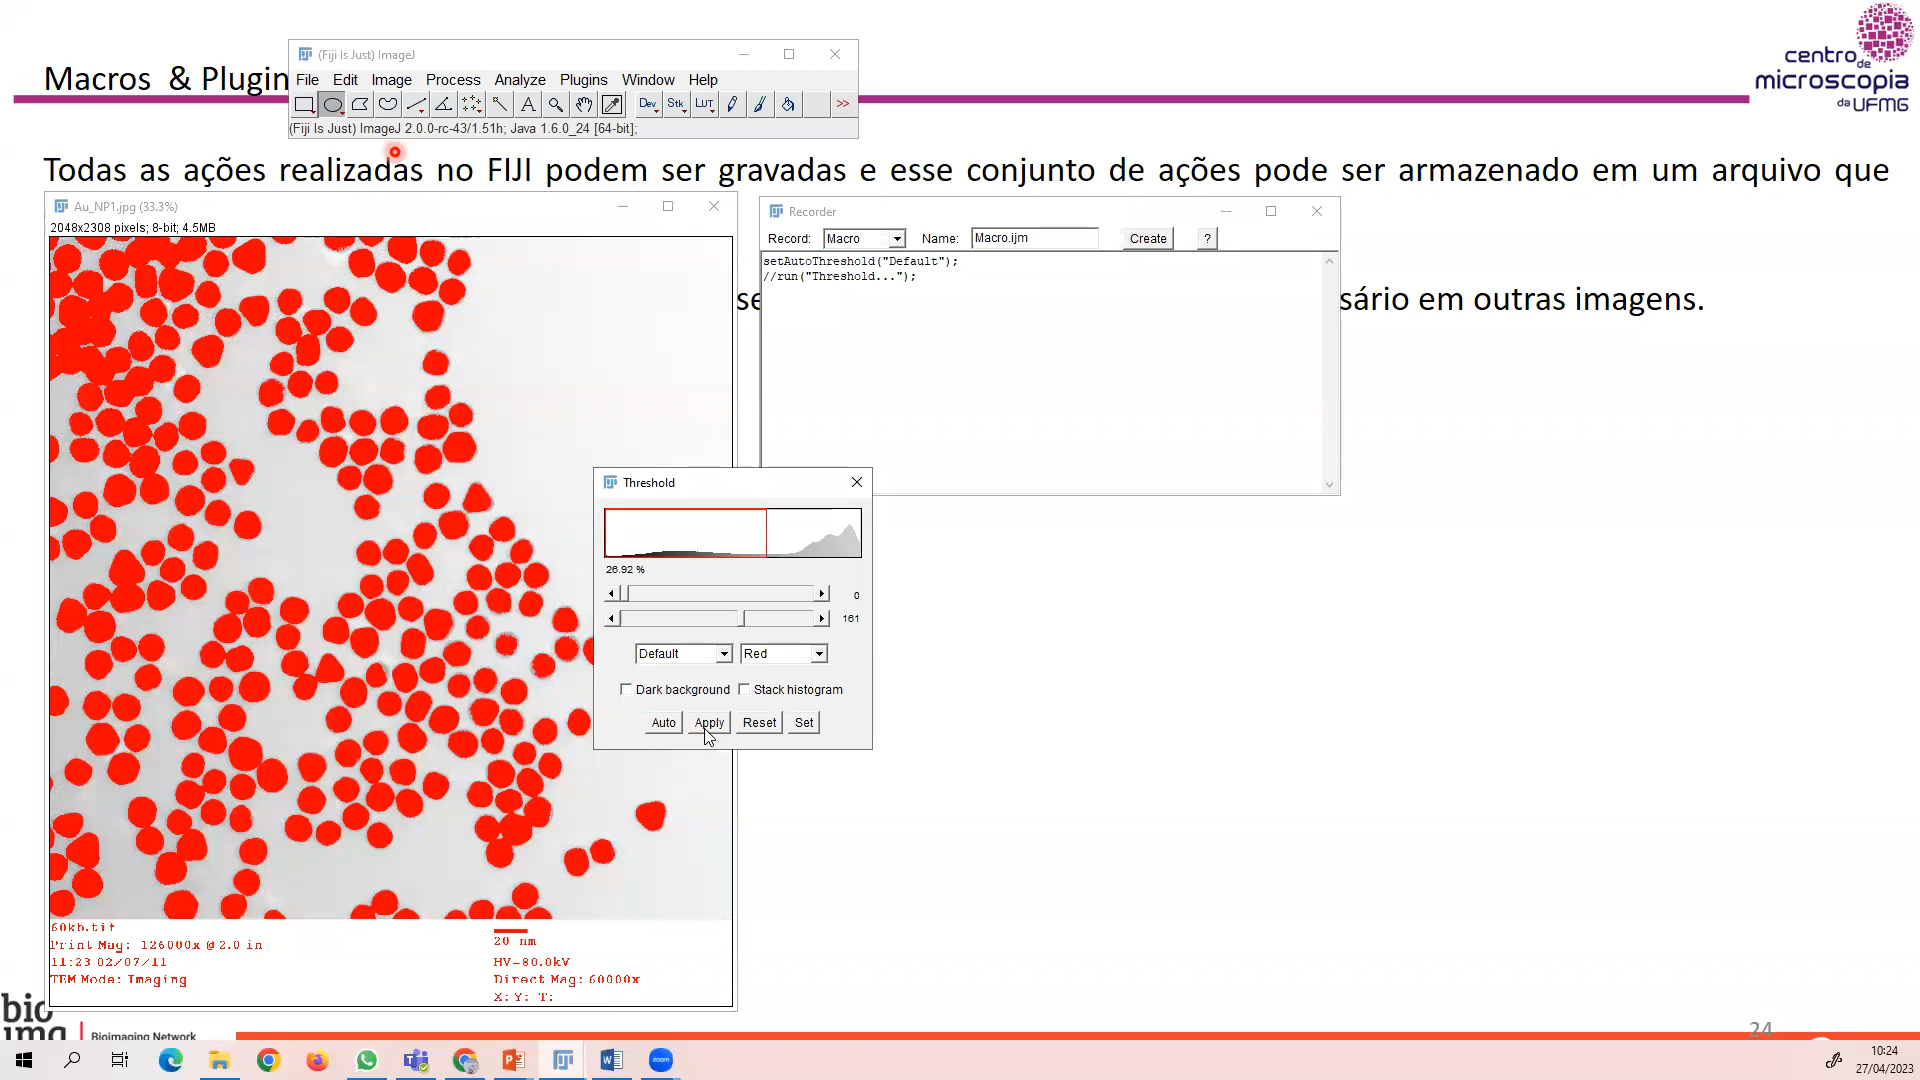 Macros & Plugin
(Fiji Is Just) ImageJ
File Edit Image Process Analyze Plugins Window Help
Dev Stk LUT >>
(Fiji Is Just) ImageJ 2.0.0-rc-43/1.51h; Java 1.6.0_24 [64-bit];
centro de
microscopia
da UFMG
Todas as ações realizadas no FIJI podem ser gravadas e esse conjunto de ações pode ser armazenado em um arquivo que
se
sário em outras imagens.
Au_NP1.jpg (33.3%)
2048x2308 pixels; 8-bit; 4.5MB
Recorder
Record: Macro Name: Macro.ijm Create ?
setAutoThreshold("Default");
//run("Threshold...");
Threshold
26.92 %
0
161
Default Red
Dark background Stack histogram
Auto Apply Reset Set
60kb.tif
Print Mag: 126000x @ 2.0 in
11:23 02/07/11
TEM Mode: Imaging
20 nm
HV=80.0kV
Direct Mag: 60000x
X: Y: T:
bio
img
Bioimaging Network
24
zoom
10:24
27/04/2023